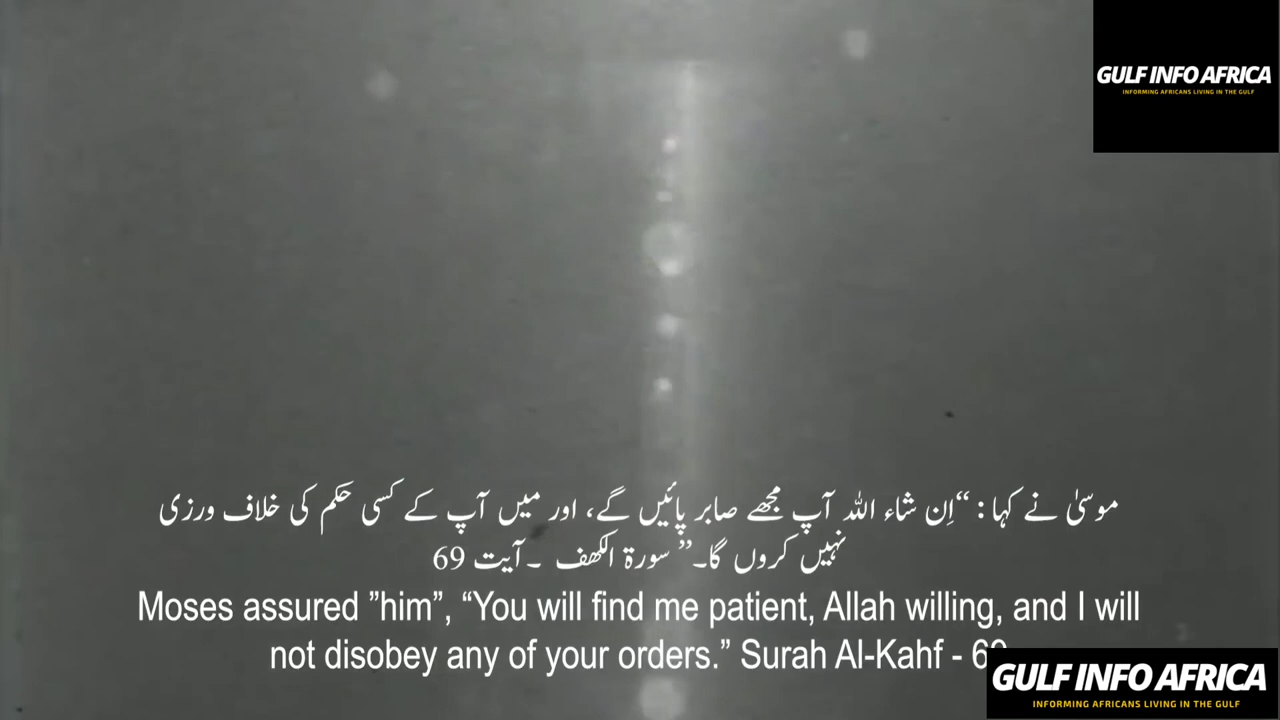 GULF INFO AFRICA
INFORMING AFRICANS LIVING IN THE GULF
موسیٰ نے کہا: “اِن شاء اللہ آپ مجھے صابر پائیں گے، اور میں آپ کے کسی حکم کی خلاف ورزی
نہیں کروں گا۔” سورۃ الکھف ۔ آیت 69
Moses assured ”him”, “You will find me patient, Allah willing, and I will
not disobey any of your orders.” Surah Al-Kahf - 69
GULF INFO AFRICA
INFORMING AFRICANS LIVING IN THE GULF